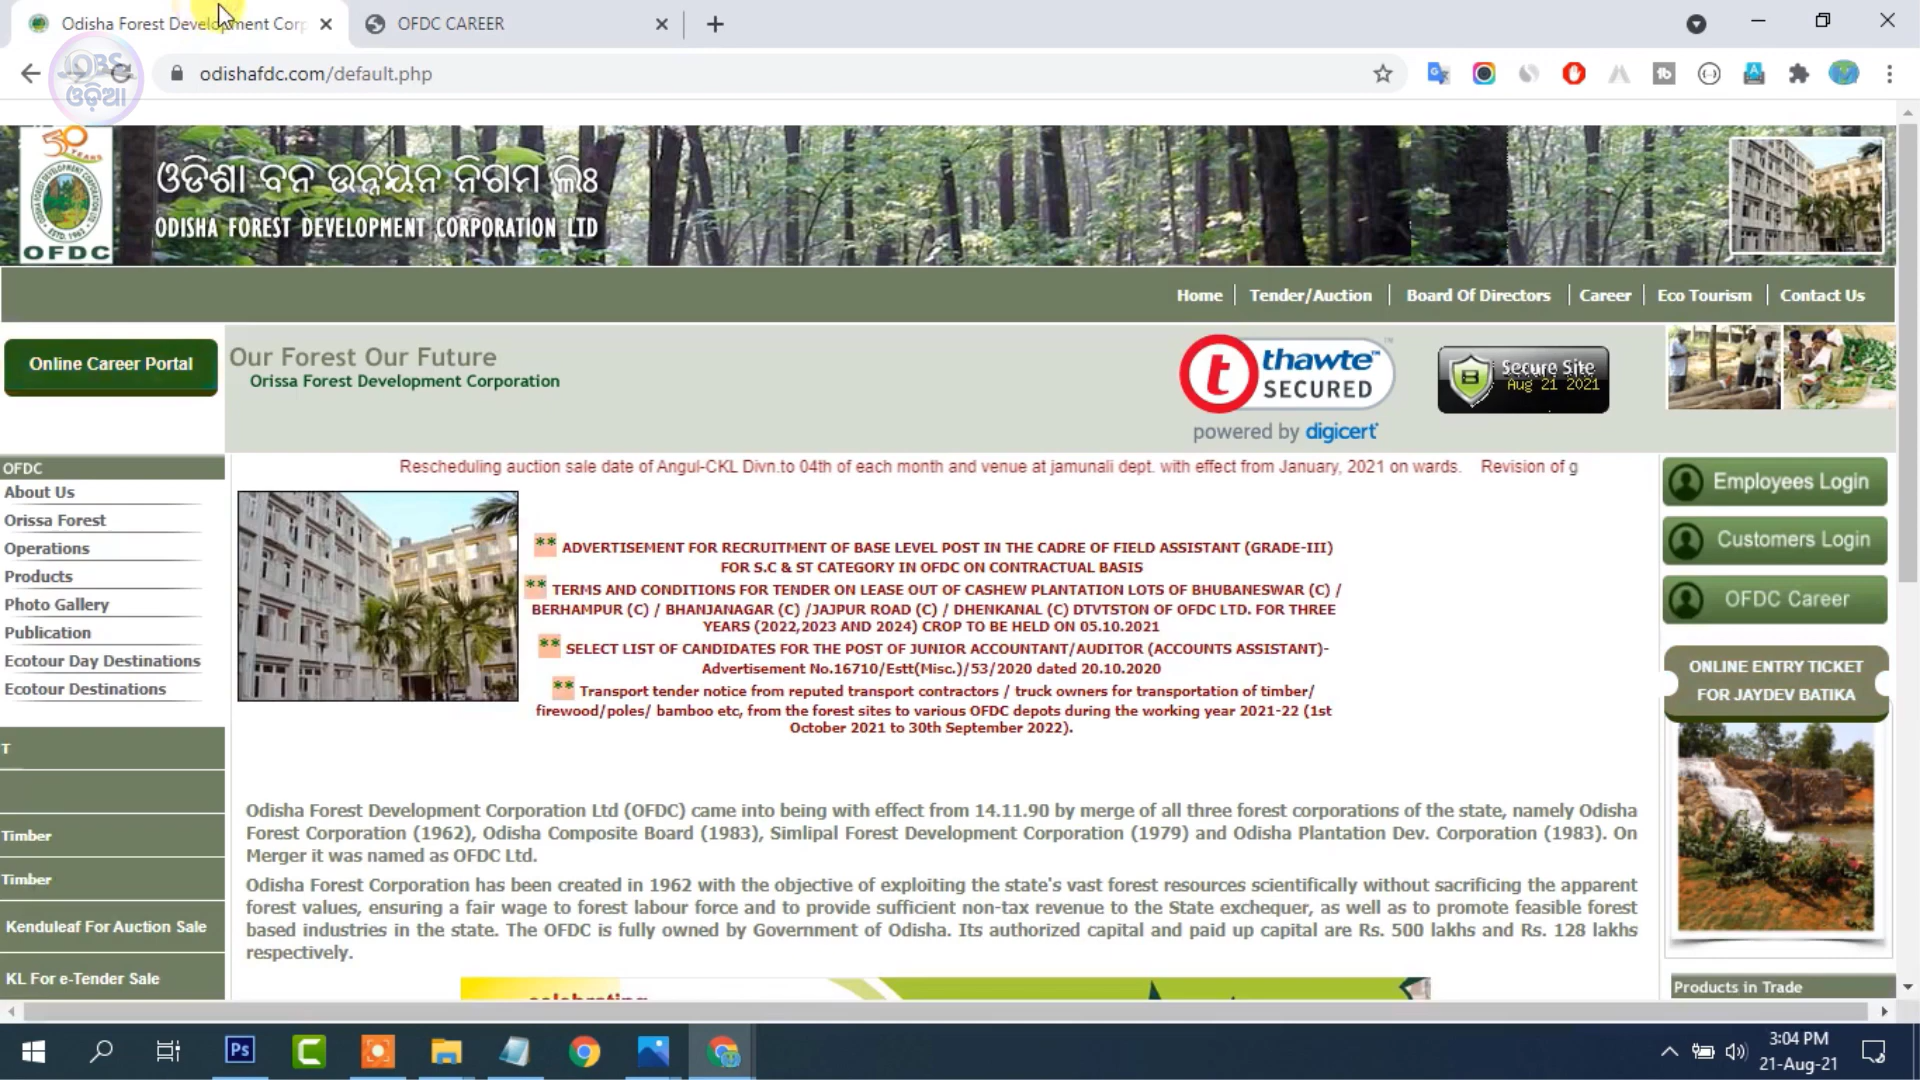 Odisha Forest Development Corp
OFDC CAREER
odishafdc.com/default.php
JOBS
ଓଡ଼ିଆ
50
YEARS
OFDC
ଓଡିଶା ବନ ଉନ୍ନୟନ ନିଗମ ଲିଃ
ODISHA FOREST DEVELOPMENT CORPORATION LTD
Home
Tender/Auction
Board Of Directors
Career
Eco Tourism
Contact Us
Online Career Portal
Our Forest Our Future
Orissa Forest Development Corporation
thawte™
SECURED
powered by digicert
Secure Site
Aug 21 2021
OFDC
About Us
Orissa Forest
Operations
Products
Photo Gallery
Publication
Ecotour Day Destinations
Ecotour Destinations
T
Timber
Timber
Kenduleaf For Auction Sale
KL For e-Tender Sale
Rescheduling auction sale date of Angul-CKL Divn.to 04th of each month and venue at jamunali dept. with effect from January, 2021 on wards. Revision of g
** ADVERTISEMENT FOR RECRUITMENT OF BASE LEVEL POST IN THE CADRE OF FIELD ASSISTANT (GRADE-III)
FOR S.C & ST CATEGORY IN OFDC ON CONTRACTUAL BASIS
** TERMS AND CONDITIONS FOR TENDER ON LEASE OUT OF CASHEW PLANTATION LOTS OF BHUBANESWAR (C) /
BERHAMPUR (C) / BHANJANAGAR (C) /JAJPUR ROAD (C) / DHENKANAL (C) DTVTSTON OF OFDC LTD. FOR THREE
YEARS (2022,2023 AND 2024) CROP TO BE HELD ON 05.10.2021
** SELECT LIST OF CANDIDATES FOR THE POST OF JUNIOR ACCOUNTANT/AUDITOR (ACCOUNTS ASSISTANT)-
Advertisement No.16710/Estt(Misc.)/53/2020 dated 20.10.2020
** Transport tender notice from reputed transport contractors / truck owners for transportation of timber/
firewood/poles/ bamboo etc, from the forest sites to various OFDC depots during the working year 2021-22 (1st
October 2021 to 30th September 2022).
Odisha Forest Development Corporation Ltd (OFDC) came into being with effect from 14.11.90 by merge of all three forest corporations of the state, namely Odisha
Forest Corporation (1962), Odisha Composite Board (1983), Simlipal Forest Development Corporation (1979) and Odisha Plantation Dev. Corporation (1983). On
Merger it was named as OFDC Ltd.
Odisha Forest Corporation has been created in 1962 with the objective of exploiting the state's vast forest resources scientifically without sacrificing the apparent
forest values, ensuring a fair wage to forest labour force and to provide sufficient non-tax revenue to the State exchequer, as well as to promote feasible forest
based industries in the state. The OFDC is fully owned by Government of Odisha. Its authorized capital and paid up capital are Rs. 500 lakhs and Rs. 128 lakhs
respectively.
Employees Login
Customers Login
OFDC Career
ONLINE ENTRY TICKET
FOR JAYDEV BATIKA
Products in Trade
Ps
3:04 PM
21-Aug-21